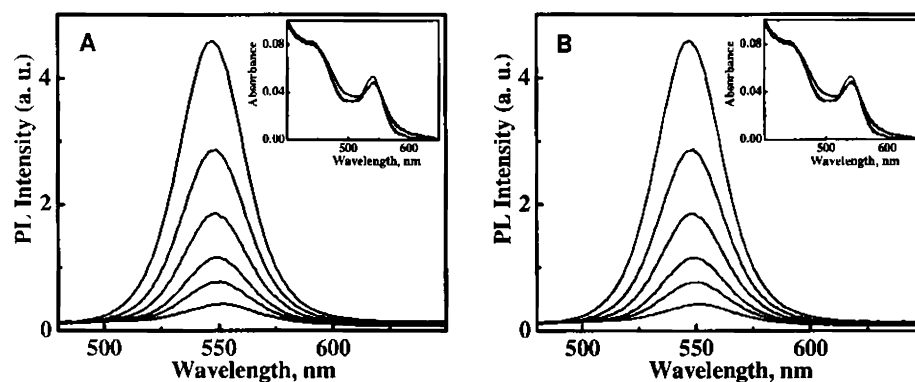 A
PL Intensity (a. u.)
4
2
0
500
550
600
Wavelength, nm
Absorbance
0.08
0.04
0.00
500
600
Wavelength, nm
B
PL Intensity (a. u.)
4
2
0
500
550
600
Wavelength, nm
Absorbance
0.08
0.04
0.00
500
600
Wavelength, nm